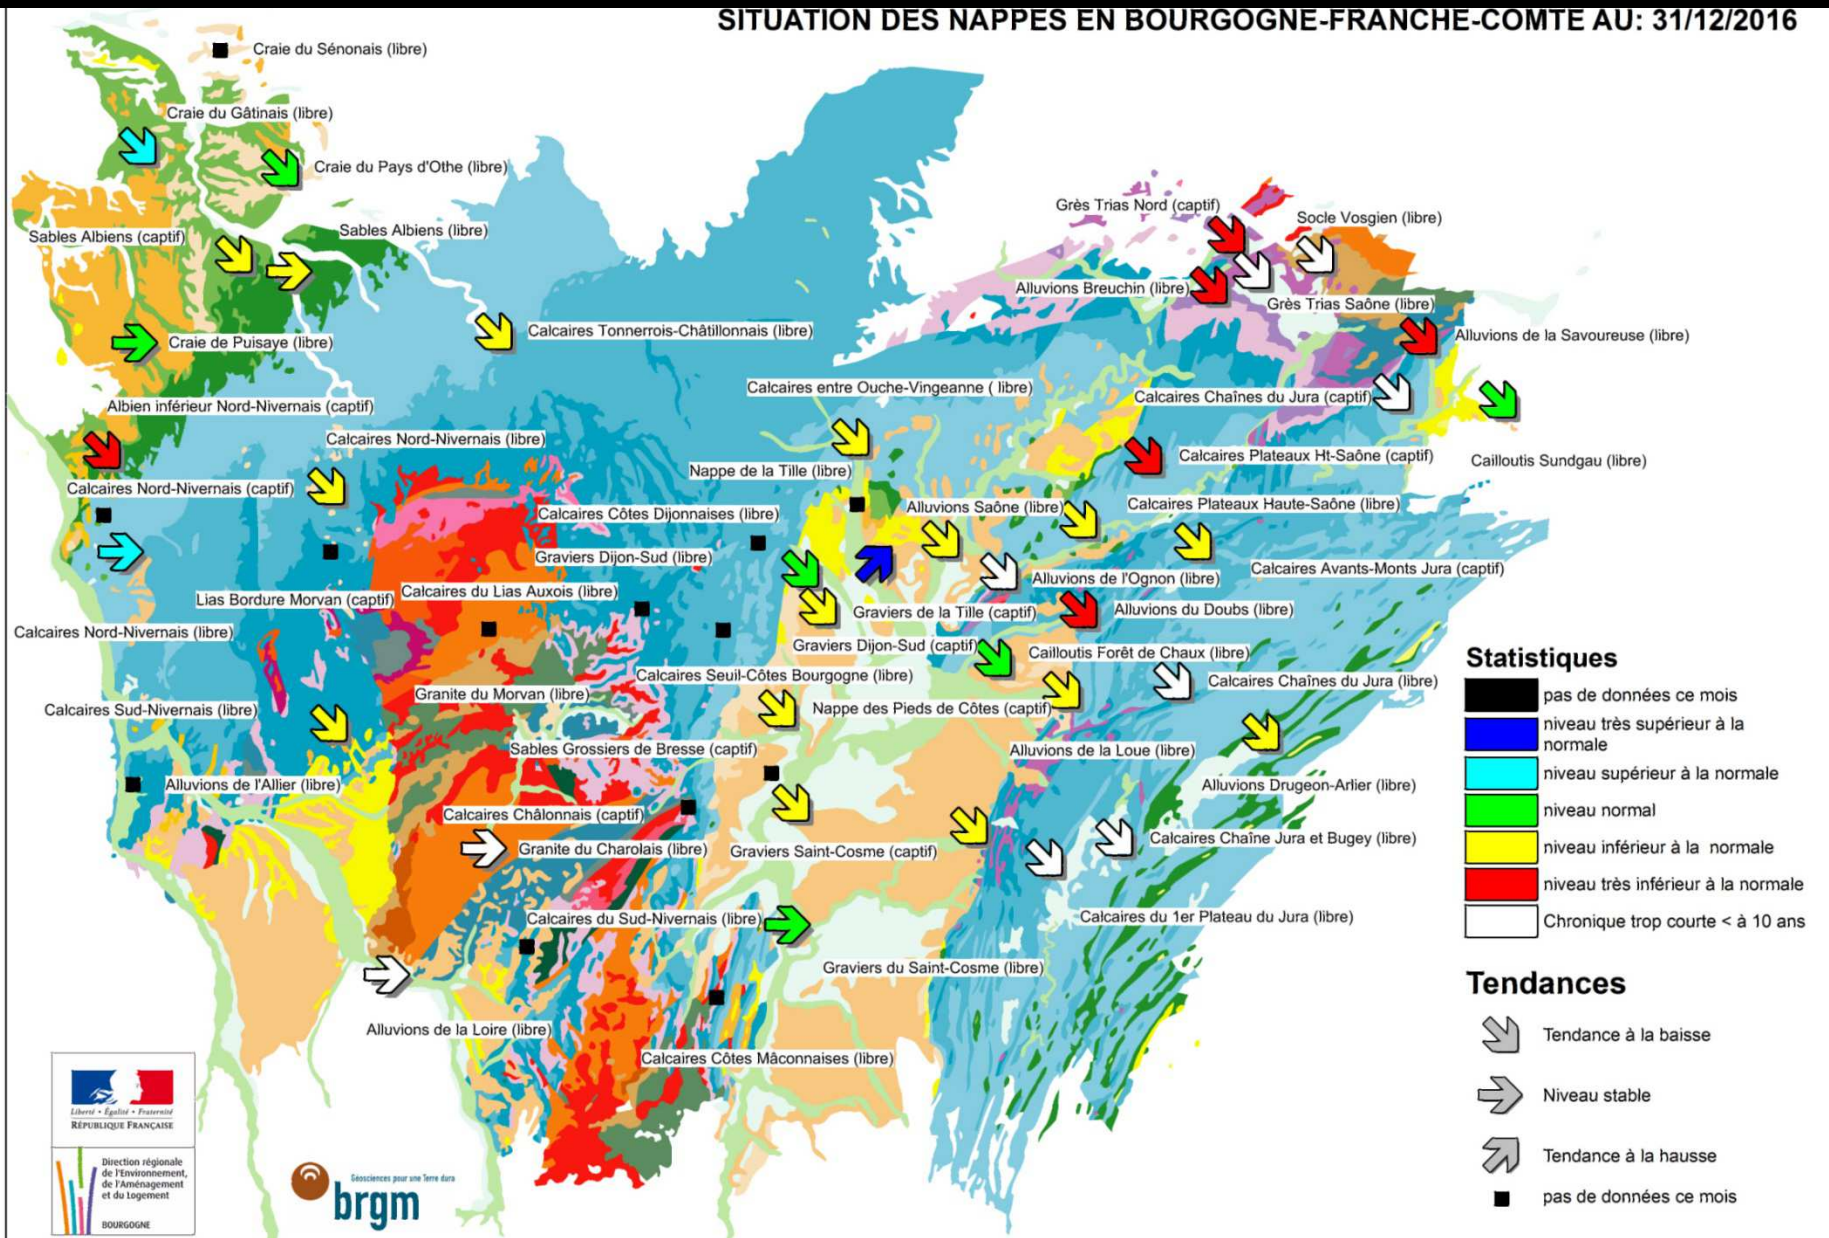 SITUATION DES NAPPES EN BOURGOGNE-FRANCHE-COMTE AU: 31/12/2016
Craie du Sénonais (libre)
Craie du Gâtinais (libre)
Craie du Pays d'Othe (libre)
Sables Albiens (captif)
Sables Albiens (libre)
Grès Trias Nord (captif)
Socle Vosgien (libre)
Alluvions Breuchin (libre)
Grès Trias Saône (libre)
Craie de Puisaye (libre)
Calcaires Tonnerrois-Châtillonnais (libre)
Alluvions de la Savoureuse (libre)
Calcaires entre Ouche-Vingeanne ( libre)
Calcaires Chaînes du Jura (captif)
Albien inférieur Nord-Nivernais (captif)
Calcaires Nord-Nivernais (libre)
Nappe de la Tille (libre)
Calcaires Plateaux Ht-Saône (captif)
Cailloutis Sundgau (libre)
Calcaires Nord-Nivernais (captif)
Calcaires Côtes Dijonnaises (libre)
Alluvions Saône (libre)
Calcaires Plateaux Haute-Saône (libre)
Graviers Dijon-Sud (libre)
Calcaires Avants-Monts Jura (captif)
Alluvions de l'Ognon (libre)
Lias Bordure Morvan (captif)
Calcaires du Lias Auxois (libre)
Graviers de la Tille (captif)
Alluvions du Doubs (libre)
Calcaires Nord-Nivernais (libre)
Graviers Dijon-Sud (captif)
Cailloutis Forêt de Chaux (libre)
Calcaires Seuil-Côtes Bourgogne (libre)
Calcaires Chaînes du Jura (libre)
Granite du Morvan (libre)
Calcaires Sud-Nivernais (libre)
Nappe des Pieds de Côtes (captif)
Sables Grossiers de Bresse (captif)
Alluvions de la Loue (libre)
Alluvions de l'Allier (libre)
Alluvions Drugeon-Arlier (libre)
Calcaires Châlonnais (captif)
Granite du Charolais (libre)
Graviers Saint-Cosme (captif)
Calcaires Chaîne Jura et Bugey (libre)
Calcaires du Sud-Nivernais (libre)
Calcaires du 1er Plateau du Jura (libre)
Graviers du Saint-Cosme (libre)
Alluvions de la Loire (libre)
Calcaires Côtes Mâconnaises (libre)
Statistiques
pas de données ce mois
niveau très supérieur à la
normale
niveau supérieur à la normale
niveau normal
niveau inférieur à la normale
niveau très inférieur à la normale
Chronique trop courte < à 10 ans
Tendances
Tendance à la baisse
Niveau stable
Tendance à la hausse
pas de données ce mois
Liberté • Égalité • Fraternité
RÉPUBLIQUE FRANÇAISE
Direction régionale
de l'Environnement,
de l'Aménagement
et du Logement
BOURGOGNE
Géosciences pour une Terre dura
brgm